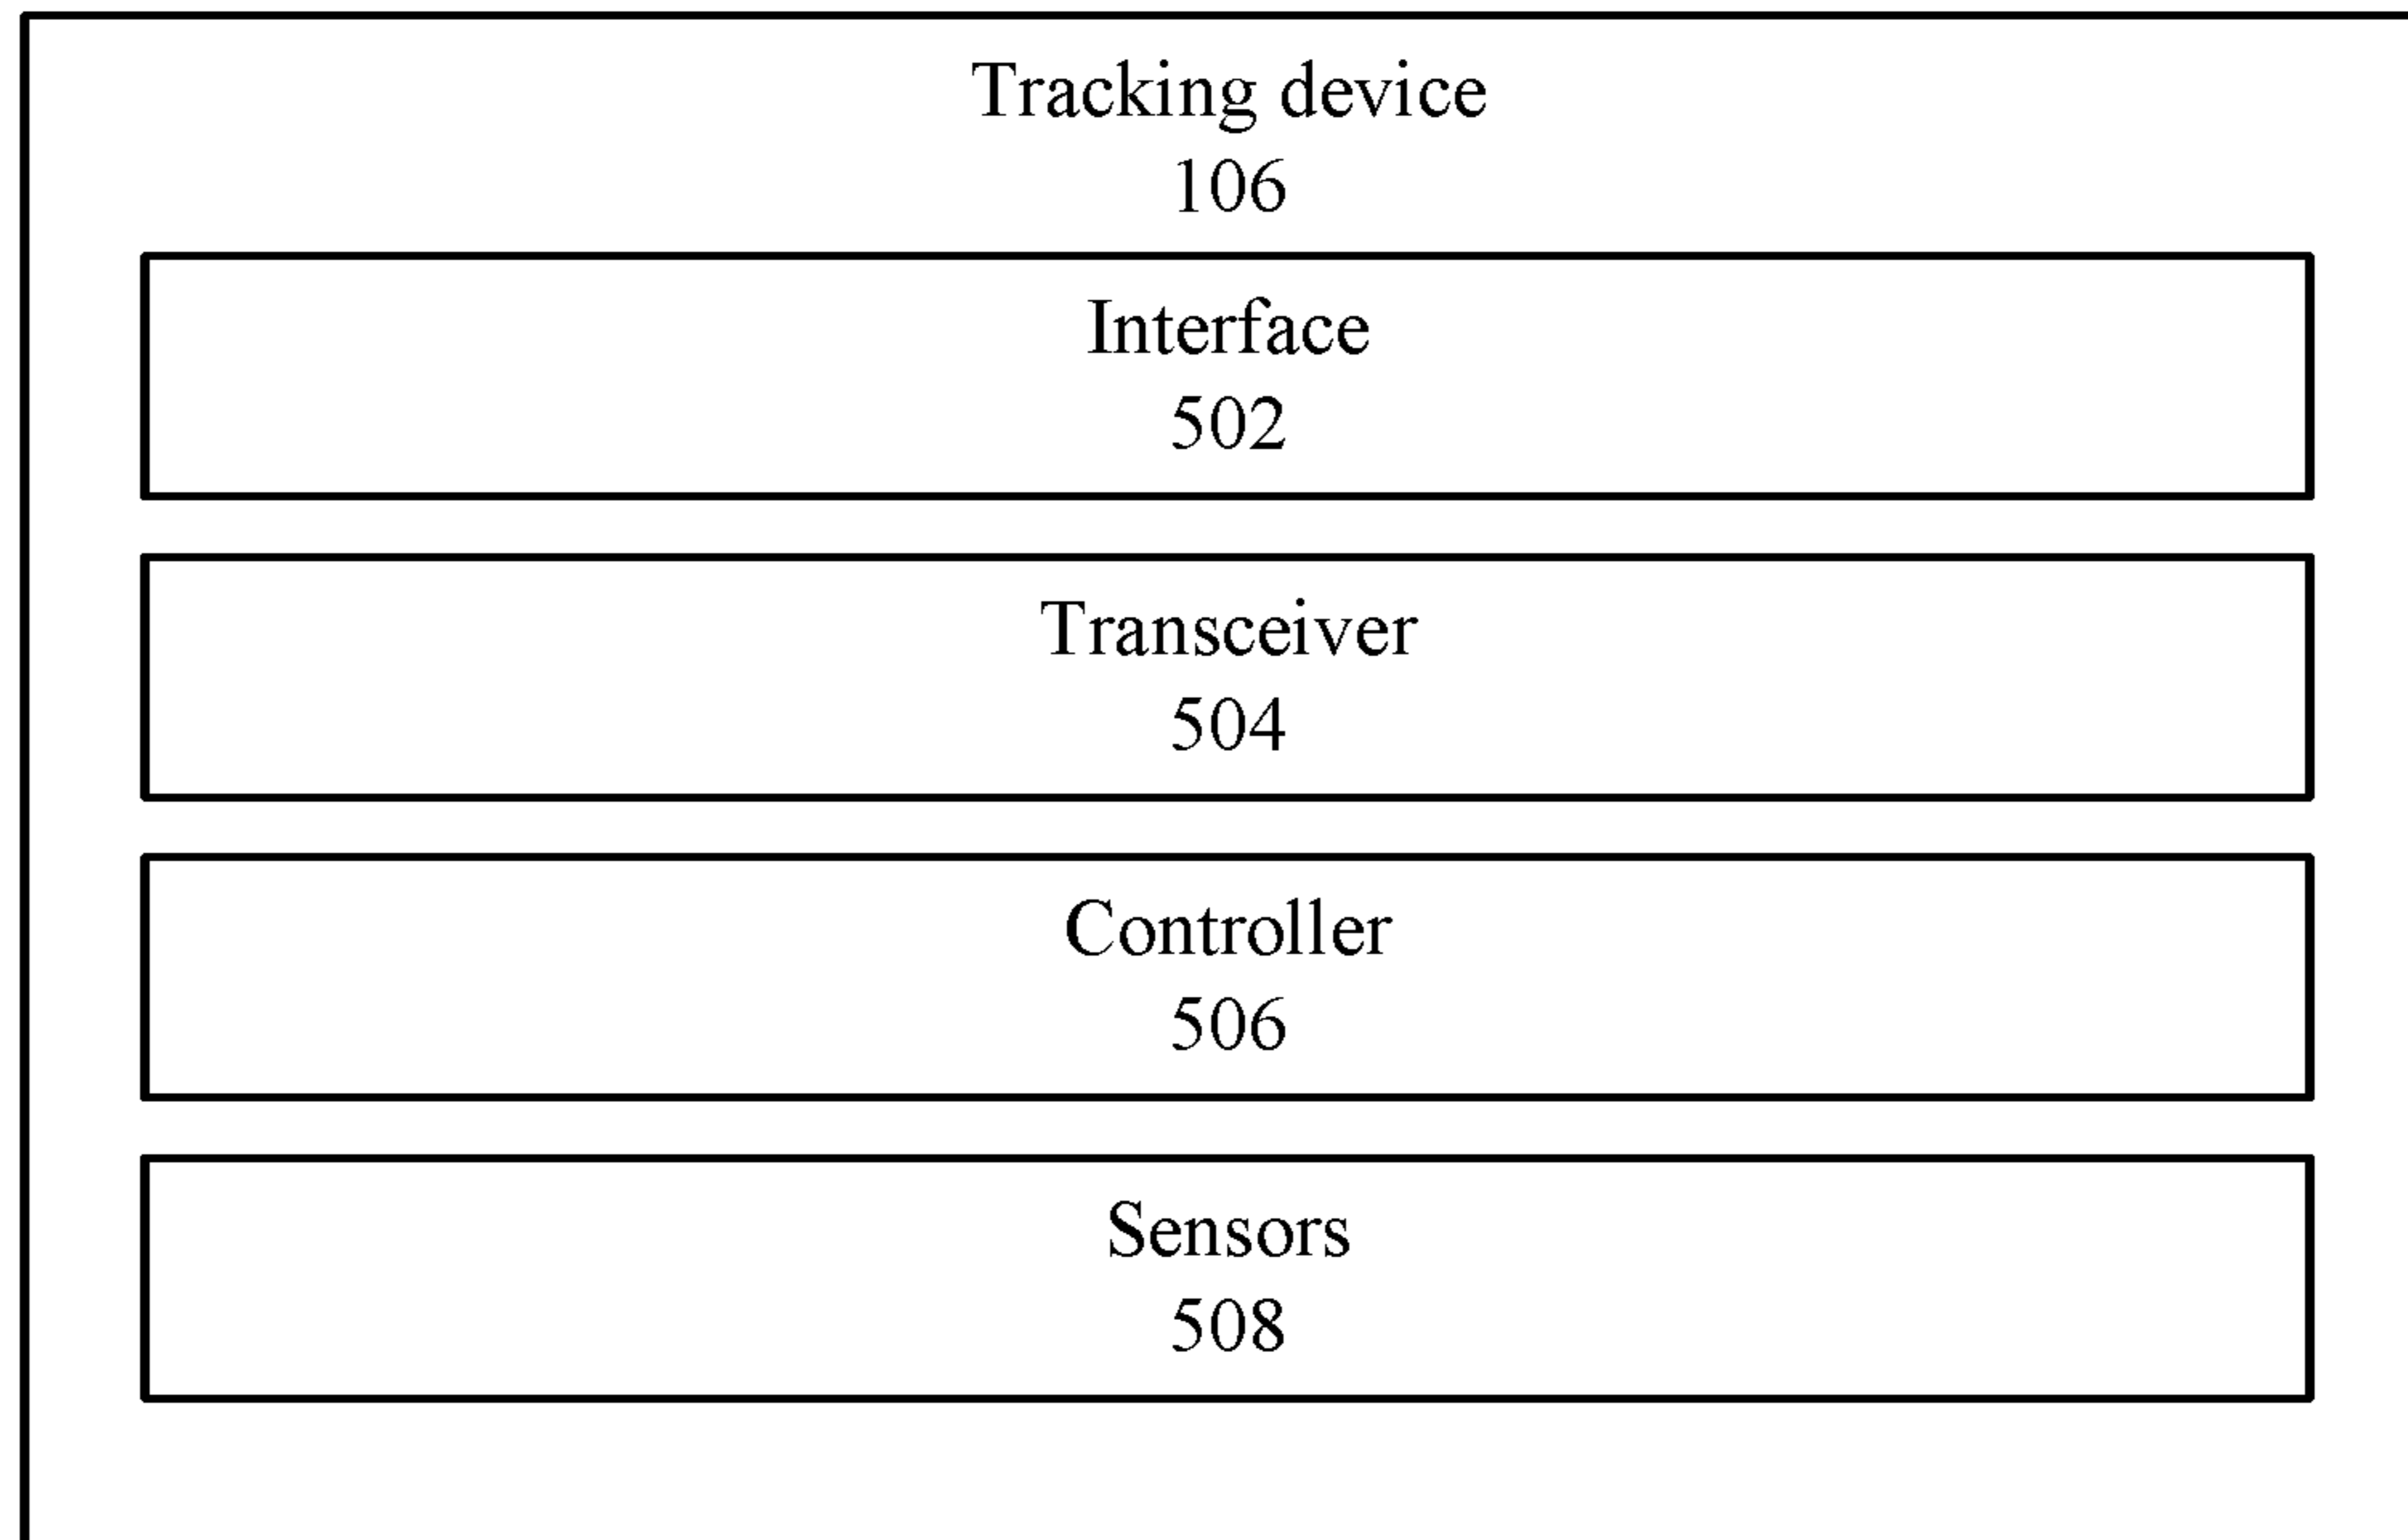 Tracking device
106
Interface
502
Transceiver
504
Controller
506
Sensors
508